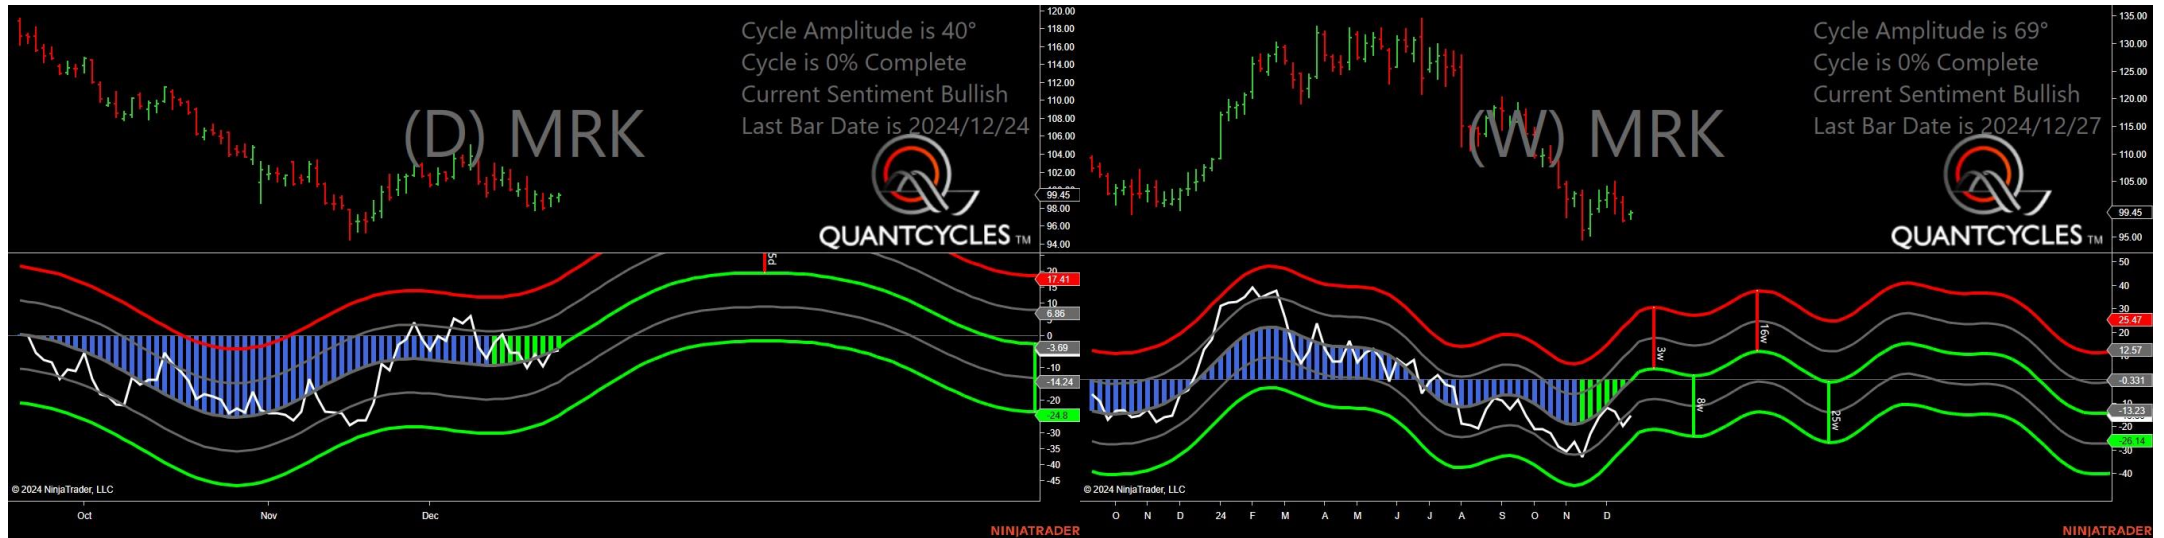 Cycle Amplitude is 40°
Cycle is 0% Complete
Current Sentiment Bullish
Last Bar Date is 2024/12/24
(D) MRK
QUANTCYCLES TM
120.00
118.00
116.00
114.00
112.00
110.00
108.00
106.00
104.00
102.00
99.45
98.00
96.00
94.00
5d
20
17.41
15
10
6.86
0
-3.69
-10
-14.24
-20
-24.8
-30
-35
-40
-45
© 2024 NinjaTrader, LLC
Oct
Nov
Dec
NINJATRADER
Cycle Amplitude is 69°
Cycle is 0% Complete
Current Sentiment Bullish
Last Bar Date is 2024/12/27
(W) MRK
QUANTCYCLES TM
135.00
130.00
125.00
120.00
115.00
110.00
105.00
99.45
95.00
3w
16w
8w
25w
50
40
30
25.47
20
12.57
-0.331
-13.23
-20
-26.14
-30
-40
© 2024 NinjaTrader, LLC
O N D 24 F M A M J J A S O N D
NINJATRADER